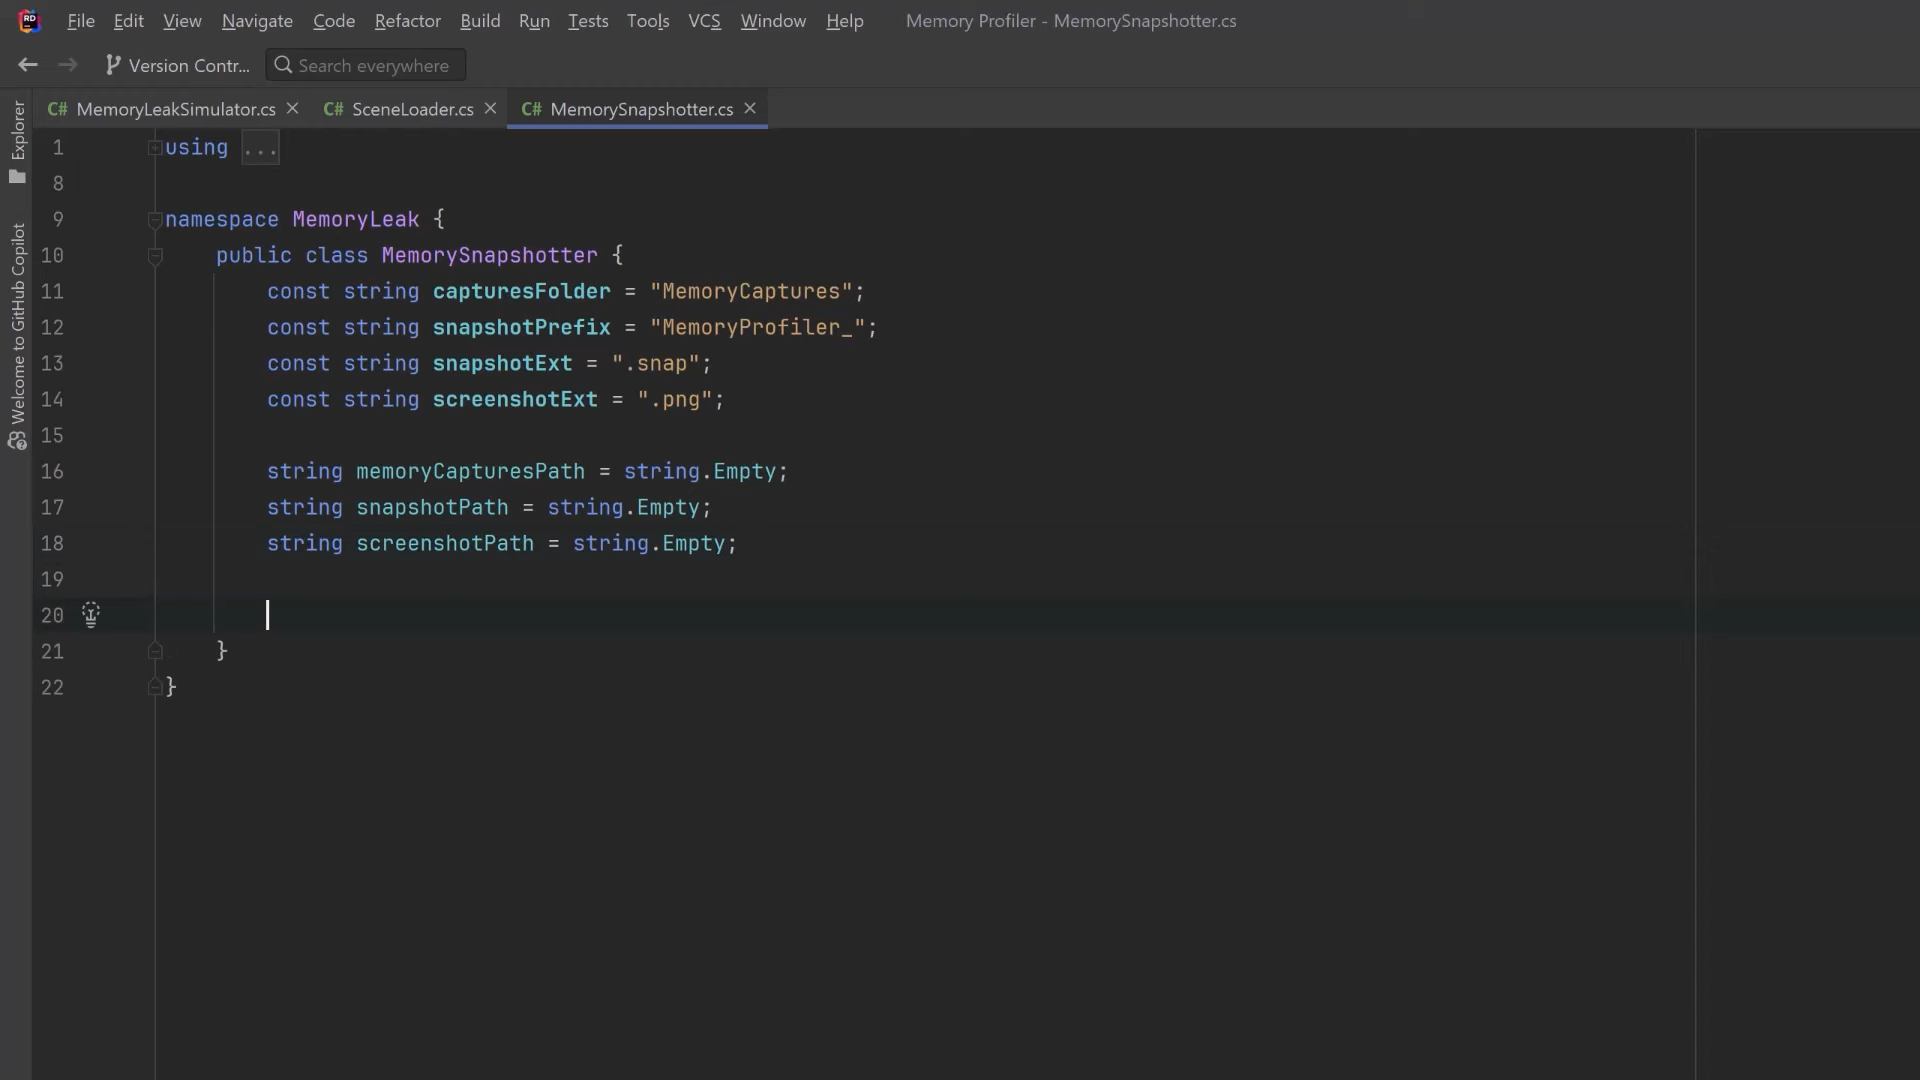 RD File Edit View Navigate Code Refactor Build Run Tests Tools VCS Window Help Memory Profiler - MemorySnapshotter.cs
Version Contr... Search everywhere
C# MemoryLeakSimulator.cs C# SceneLoader.cs C# MemorySnapshotter.cs
Explorer
Welcome to GitHub Copilot
1 using ...
8
9 namespace MemoryLeak {
10 public class MemorySnapshotter {
11 const string capturesFolder = "MemoryCaptures";
12 const string snapshotPrefix = "MemoryProfiler_";
13 const string snapshotExt = ".snap";
14 const string screenshotExt = ".png";
15
16 string memoryCapturesPath = string.Empty;
17 string snapshotPath = string.Empty;
18 string screenshotPath = string.Empty;
19
20
21 }
22 }